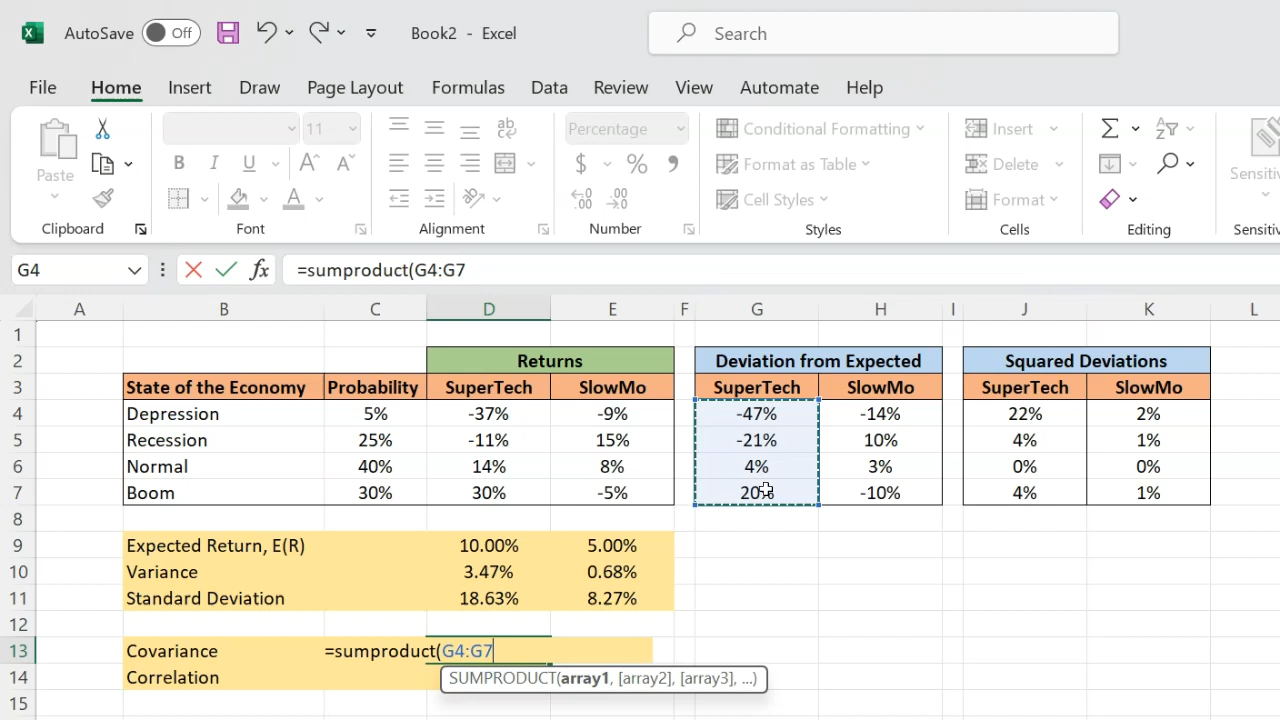 AutoSave Off Book2 - Excel Search
File Home Insert Draw Page Layout Formulas Data Review View Automate Help
Paste
Clipboard
11
B I U A A
A
Font
ab
Alignment
Percentage
$ % 9
.00 .00
Number
Conditional Formatting
Format as Table
Cell Styles
Styles
Insert
Delete
Format
Cells
Editing
Sensitiv
Sensitiv
G4 fx =sumproduct(G4:G7
A B C D E F G H I J K L
1
2 Returns Deviation from Expected Squared Deviations
3 State of the Economy Probability SuperTech SlowMo SuperTech SlowMo SuperTech SlowMo
4 Depression 5% -37% -9% -47% -14% 22% 2%
5 Recession 25% -11% 15% -21% 10% 4% 1%
6 Normal 40% 14% 8% 4% 3% 0% 0%
7 Boom 30% 30% -5% 20% -10% 4% 1%
8
9 Expected Return, E(R) 10.00% 5.00%
10 Variance 3.47% 0.68%
11 Standard Deviation 18.63% 8.27%
12
13 Covariance =sumproduct(G4:G7
14 Correlation SUMPRODUCT(array1, [array2], [array3], ...)
15